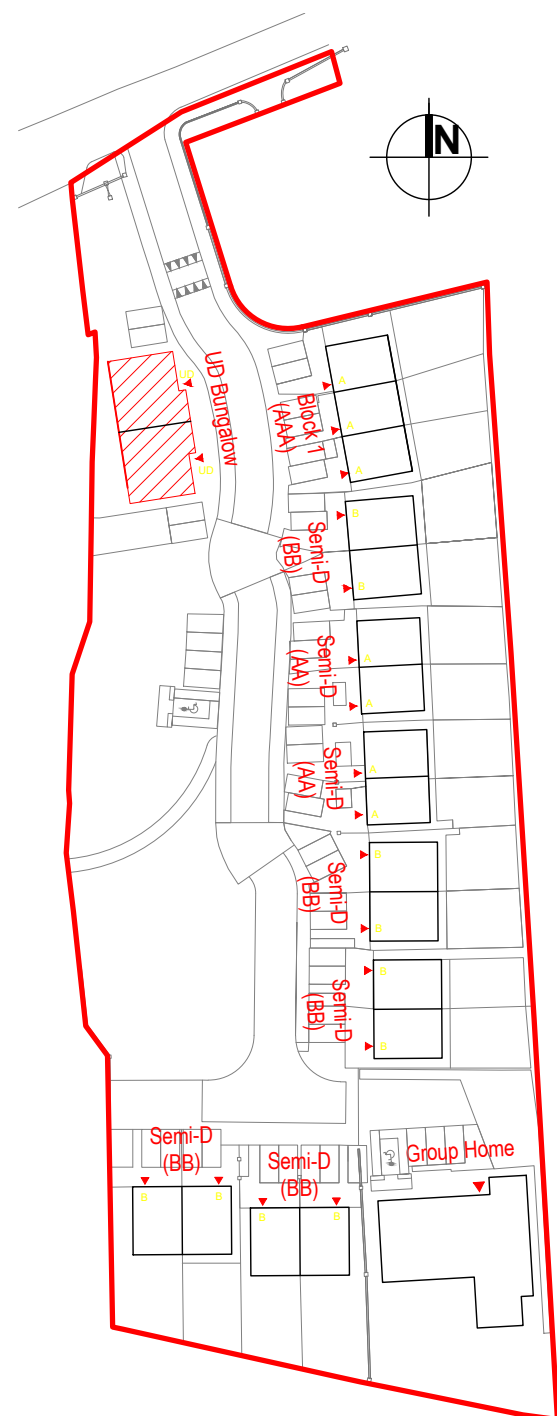 N
UD
UD Bungalow
UD
Block 1
(AAA)
A
A
A
Semi-D
(BB)
B
B
Semi-D
(AA)
A
A
Semi-D
(AA)
A
A
Semi-D
(BB)
B
B
Semi-D
(BB)
B
B
Semi-D
(BB)
B
B
Semi-D
(BB)
B
B
Group Home